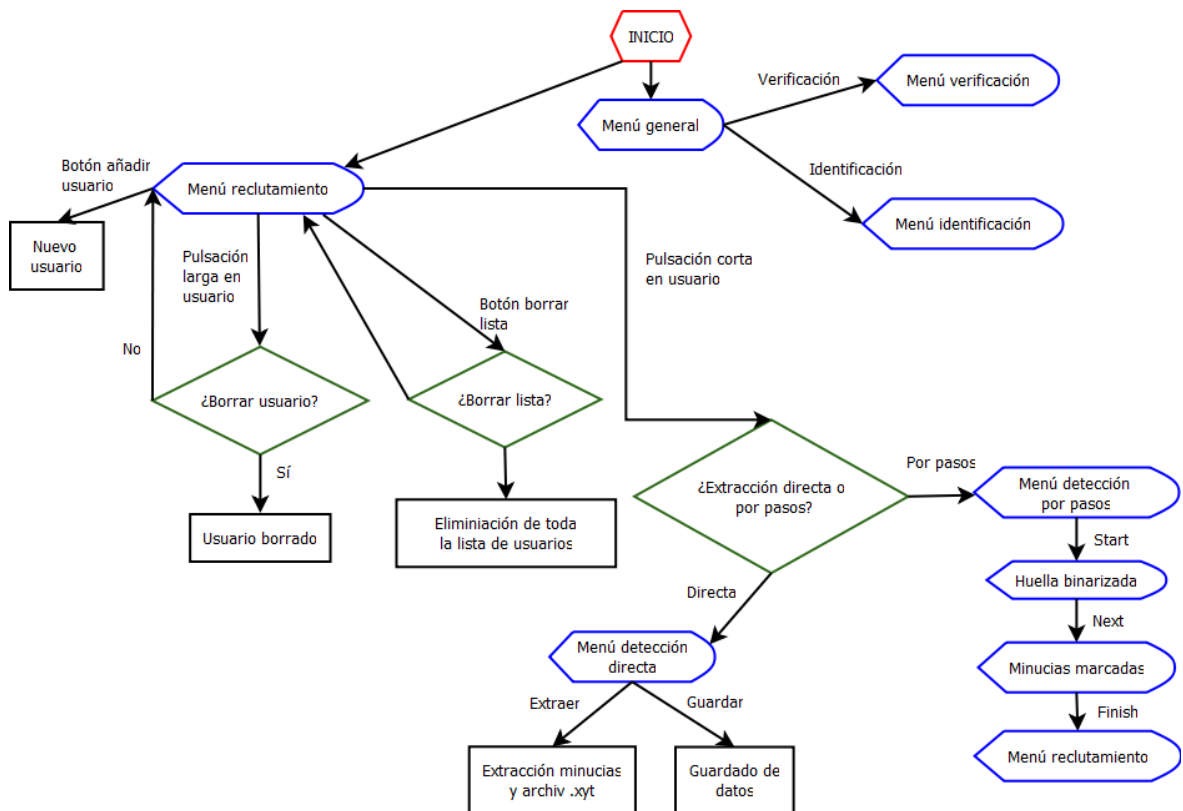 INICIO
Verificación
Menú verificación
Menú general
Botón añadir
usuario
Menú reclutamiento
Identificación
Menú identificación
Nuevo
usuario
Pulsación
larga en
usuario
Pulsación corta
en usuario
Botón borrar
lista
No
¿Borrar usuario?
¿Borrar lista?
Sí
Por pasos
¿Extracción directa o
por pasos?
Menú detección
por pasos
Usuario borrado
Eliminiación de toda
la lista de usuarios
Start
Huella binarizada
Directa
Next
Menú detección
directa
Minucias marcadas
Extraer
Guardar
Finish
Extracción minucias
y archiv .xyt
Guardado de
datos
Menú reclutamiento